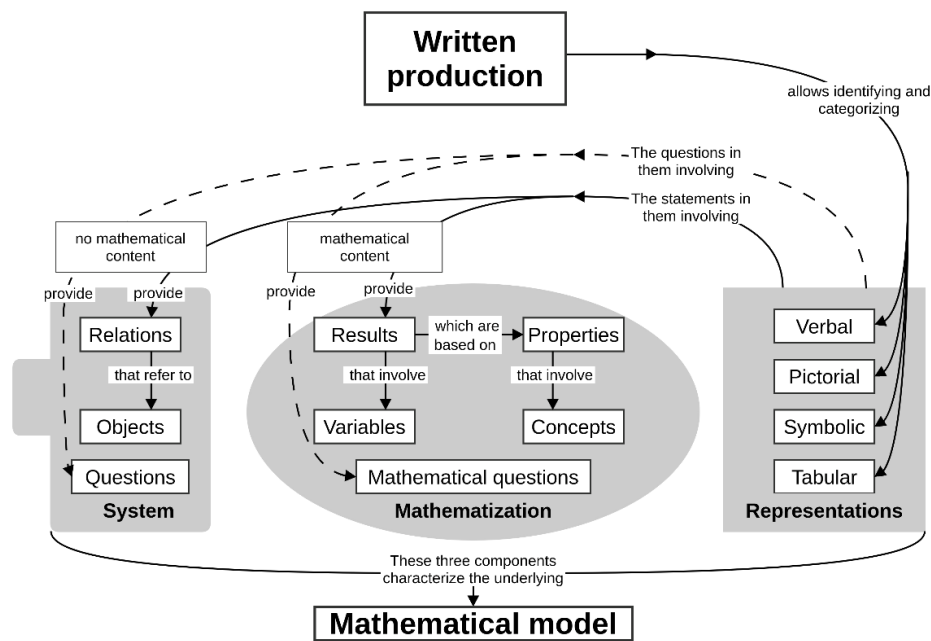 Written
production
allows identifying and
categorizing
The questions in
them involving
The statements in
them involving
no mathematical
content
mathematical
content
provide
provide
provide
provide
Relations
that refer to
Objects
Questions
System
Results
which are
based on
Properties
that involve
that involve
Variables
Concepts
Mathematical questions
Mathematization
Verbal
Pictorial
Symbolic
Tabular
Representations
These three components
characterize the underlying
Mathematical model